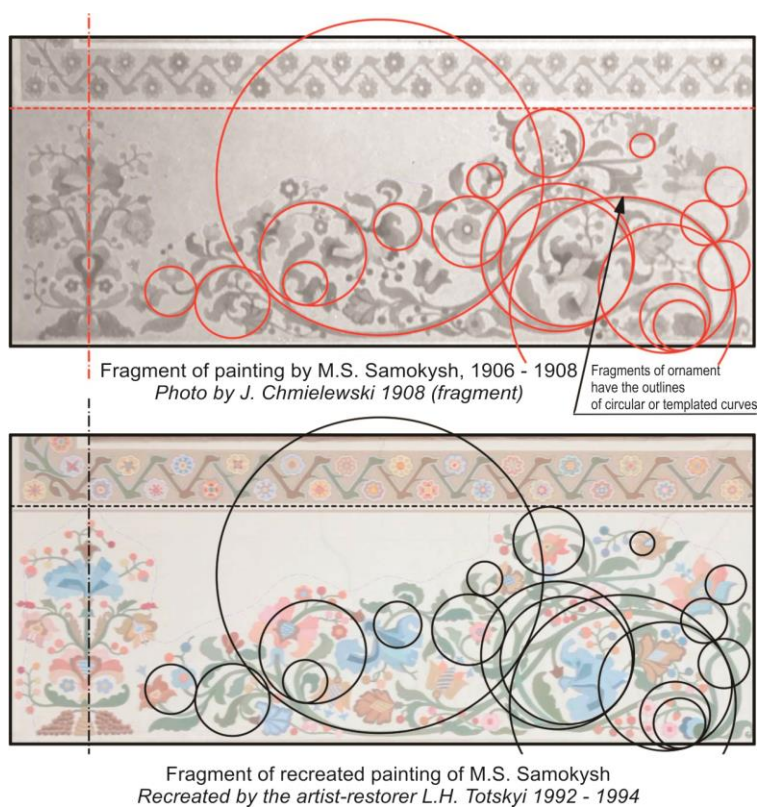 Fragment of painting by M.S. Samokysh, 1906 - 1908
Photo by J. Chmielewski 1908 (fragment)
Fragments of ornament
have the outlines
of circular or templated curves
Fragment of recreated painting of M.S. Samokysh
Recreated by the artist-restorer L.H. Totskyi 1992 - 1994